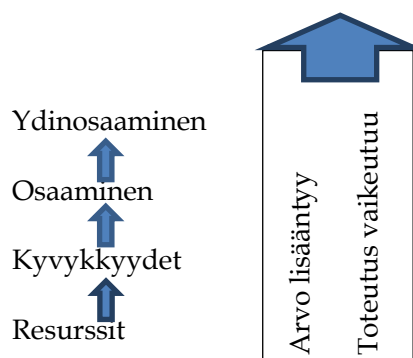 Ydinosaaminen
Osaaminen
Kyvykkyydet
Resurssit
Arvo lisääntyy
Toteutus vaikeutuu